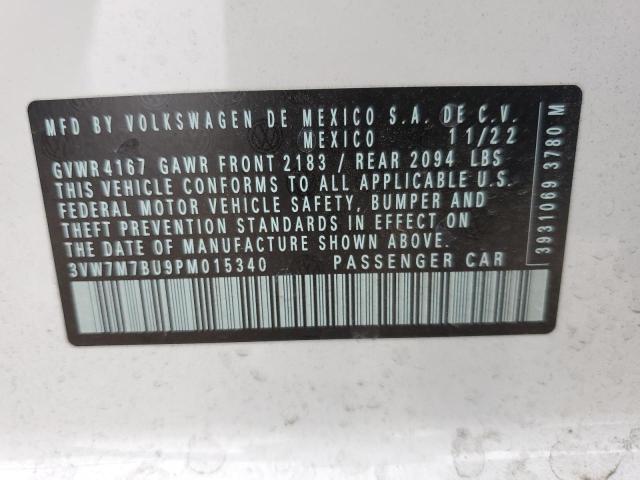 MFD BY VOLKSWAGEN DE MEXICO S.A. DE C.V.
MEXICO 11/22
GVWR4167 GAWR FRONT 2183 / REAR 2094 LBS
THIS VEHICLE CONFORMS TO ALL APPLICABLE U.S.
FEDERAL MOTOR VEHICLE SAFETY, BUMPER AND
THEFT PREVENTION STANDARDS IN EFFECT ON
THE DATE OF MANUFACTURE SHOWN ABOVE.
3VW7M7BU9PM015340 PASSENGER CAR
3931069 3780 M